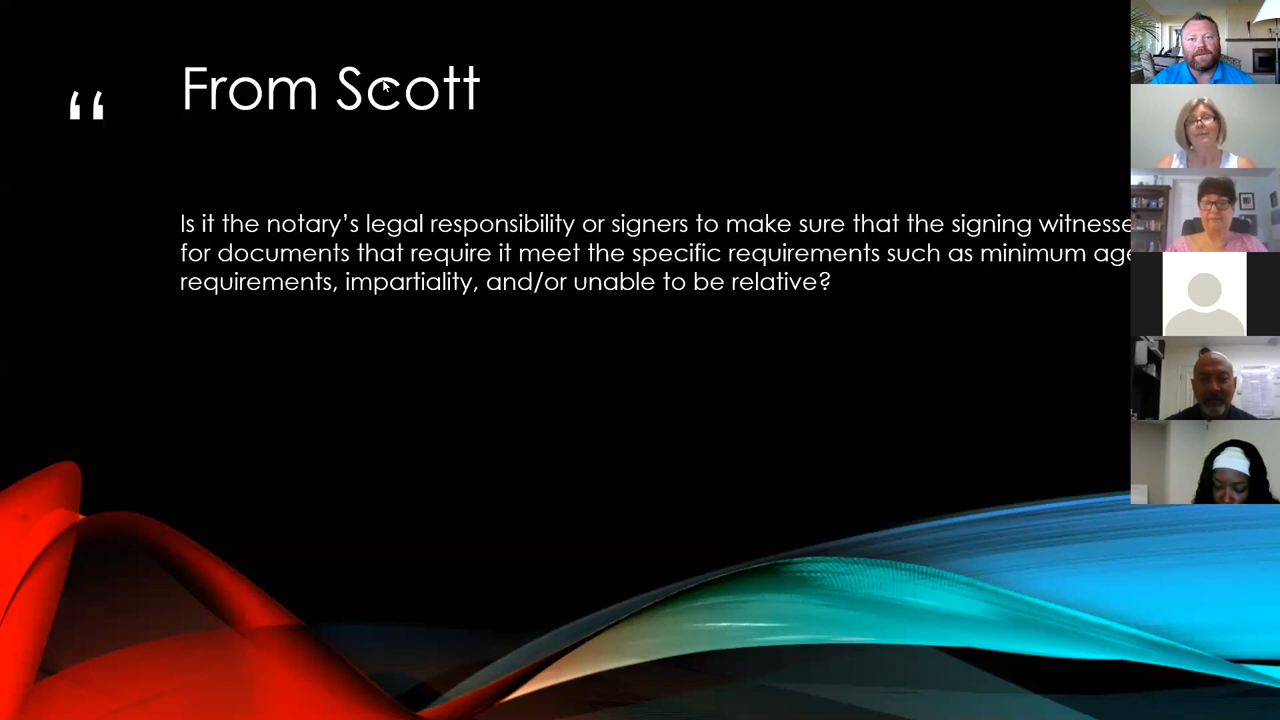 “
From Scott
Is it the notary’s legal responsibility or signers to make sure that the signing witnesse
for documents that require it meet the specific requirements such as minimum age
requirements, impartiality, and/or unable to be relative?